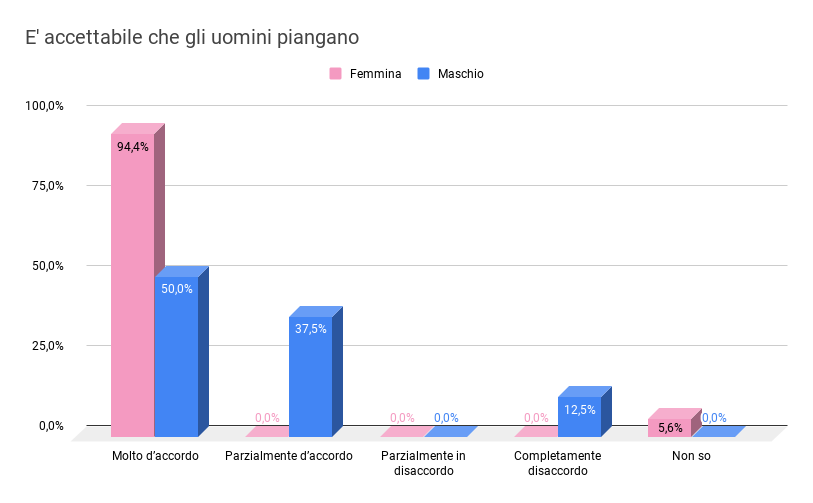 E' accettabile che gli uomini piangano
Femmina Maschio
100,0%
75,0%
50,0%
25,0%
0,0%
94,4%
50,0%
0,0%
37,5%
0,0%
0,0%
0,0%
12,5%
5,6%
0,0%
Molto d’accordo
Parzialmente d’accordo
Parzialmente in
disaccordo
Completamente
disaccordo
Non so